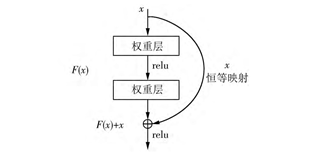 x
权重层
F(x)
relu
x
恒等映射
权重层
F(x)+x
relu